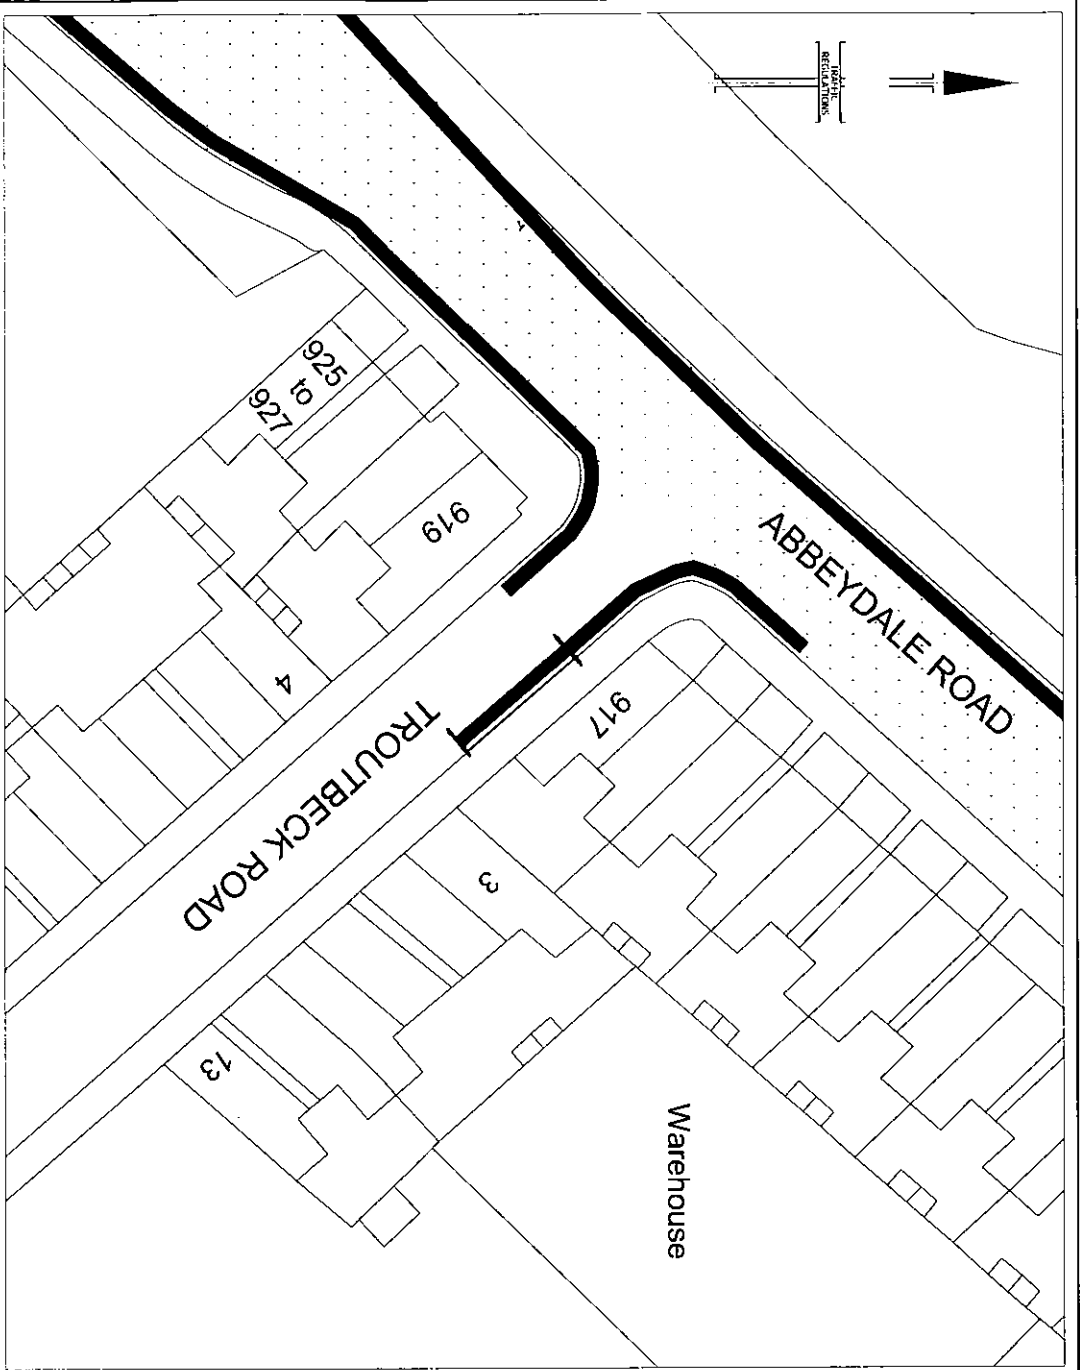 TRAFFIC
REGULATIONS
925
to
927
919
ABBEYDALE ROAD
4
917
TROUTBECK ROAD
3
13
Warehouse